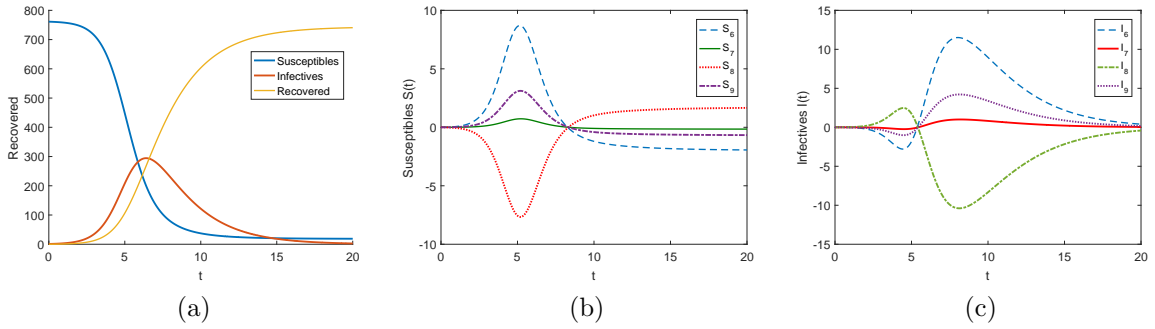 800
700
600
500
400
300
200
100
0
Recovered
0 5 10 15 20
t
Susceptibles
Infectives
Recovered
(a)
10
5
0
-5
-10
Susceptibles S(t)
0 5 10 15 20
t
S₆
S₇
S₈
S₉
(b)
15
10
5
0
-5
-10
-15
Infectives I(t)
0 5 10 15 20
t
I₆
I₇
I₈
I₉
(c)